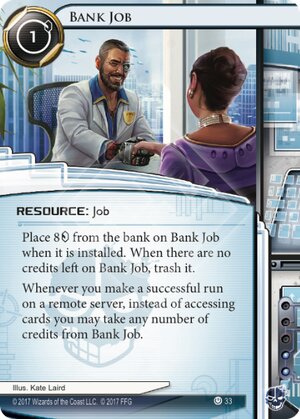 1
BANK JOB
RESOURCE: Job
Place 8 from the bank on Bank Job
when it is installed. When there are no
credits left on Bank Job, trash it.
Whenever you make a successful run
on a remote server, instead of accessing
cards you may take any number of
credits from Bank Job.
Illus. Kate Laird
© 2017 Wizards of the Coast LLC. © 2017 FFG
33